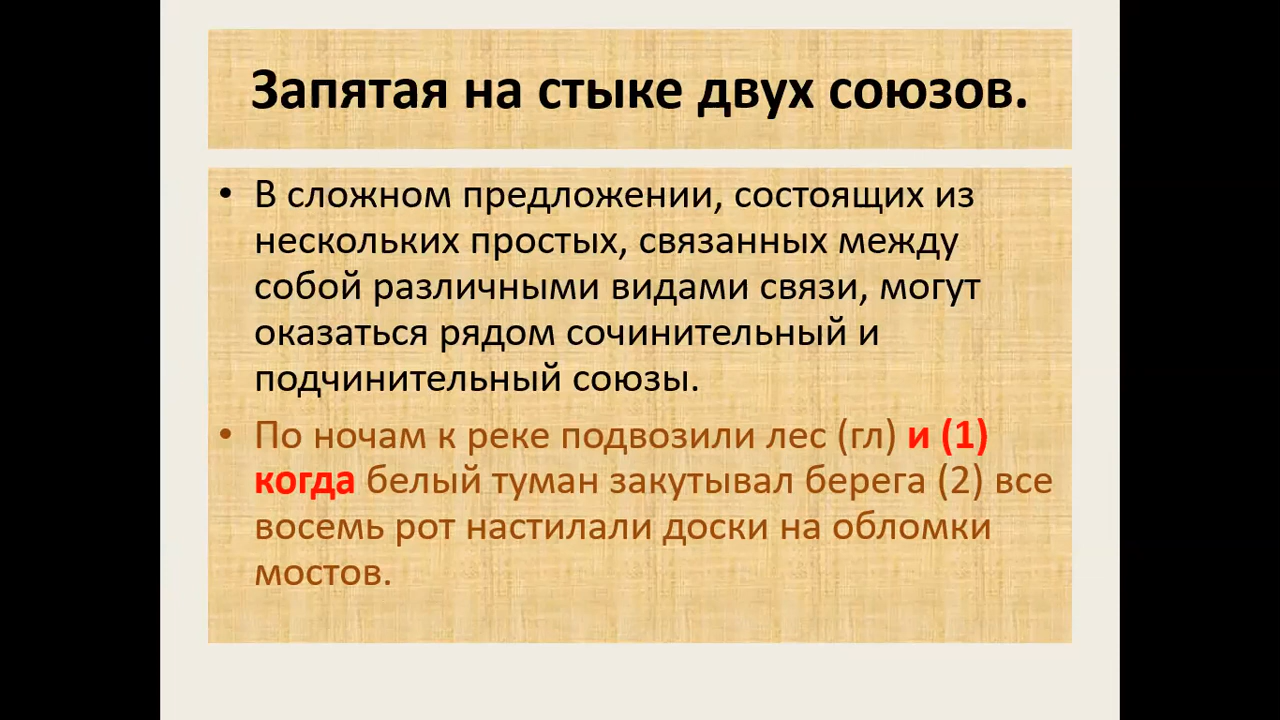 Запятая на стыке двух союзов.
• В сложном предложении, состоящих из
нескольких простых, связанных между
собой различными видами связи, могут
оказаться рядом сочинительный и
подчинительный союзы.
• По ночам к реке подвозили лес (гл) и (1)
когда белый туман закутывал берега (2) все
восемь рот настилали доски на обломки
мостов.